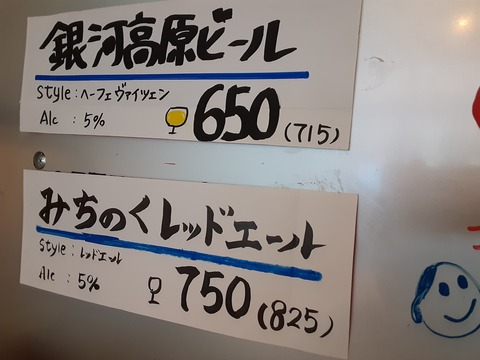 銀河高原ビール
Style:ヘーフェヴァイツェン
Alc : 5%
650(715)
みちのくレッドエール
Style:レッドエール
Alc : 5%
750(825)